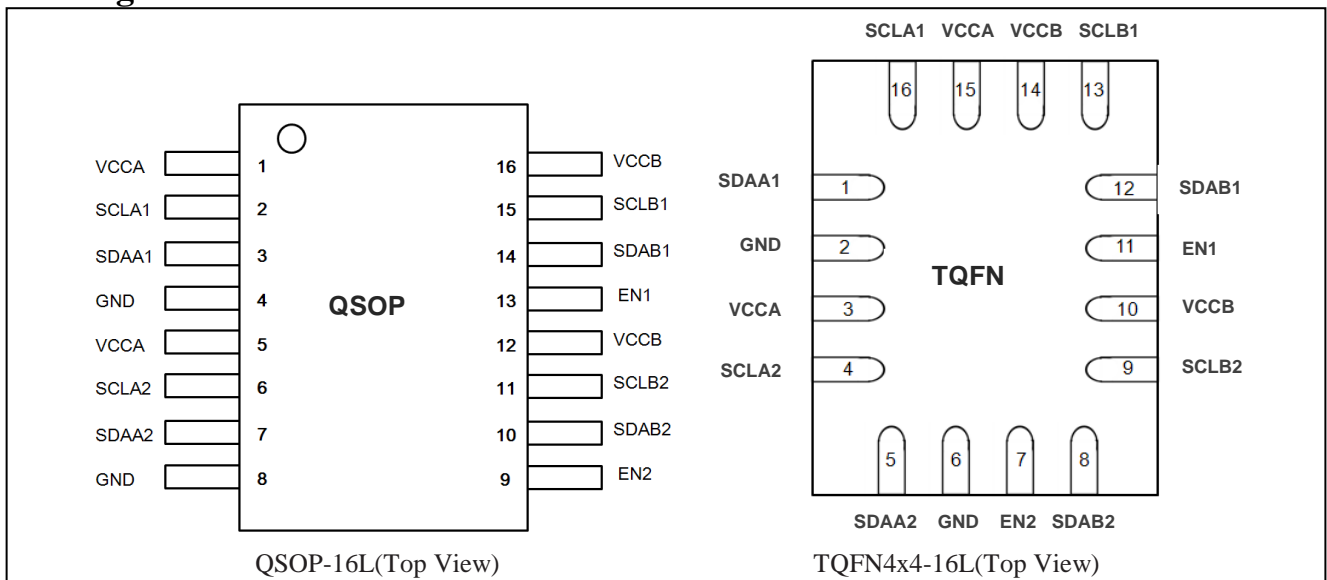 SCLA1 VCCA VCCB SCLB1
16 15 14 13
VCCA 1 16 VCCB
SCLA1 2 15 SCLB1
SDAA1 3 14 SDAB1
GND 4 13 EN1
QSOP
VCCA 5 12 VCCB
SCLA2 6 11 SCLB2
SDAA2 7 10 SDAB2
GND 8 9 EN2
QSOP-16L(Top View)
SDAA1 1 12 SDAB1
GND 2 11 EN1
TQFN
VCCA 3 10 VCCB
SCLA2 4 9 SCLB2
5 6 7 8
SDAA2 GND EN2 SDAB2
TQFN4x4-16L(Top View)